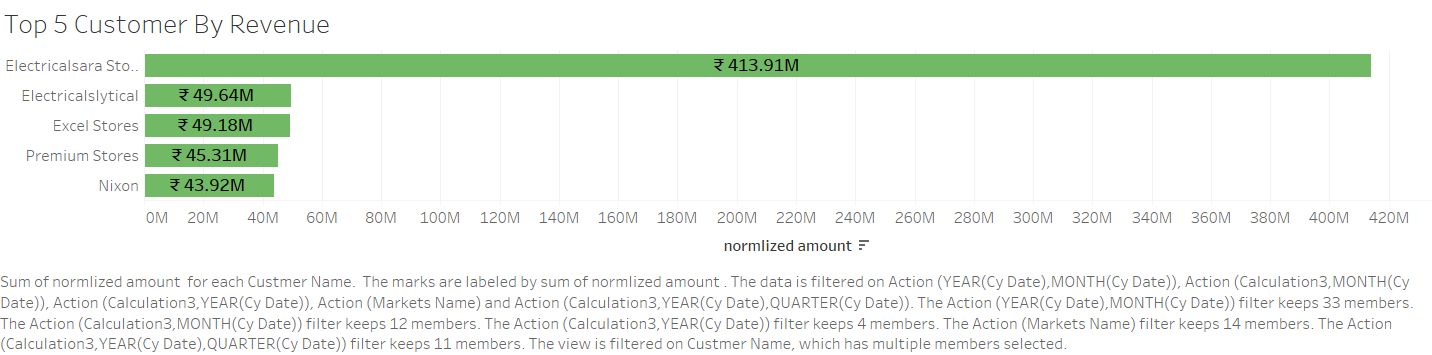 Top 5 Customer By Revenue
Electricalsara Sto.. ₹ 413.91M
Electricalslytical ₹ 49.64M
Excel Stores ₹ 49.18M
Premium Stores ₹ 45.31M
Nixon ₹ 43.92M
0M 20M 40M 60M 80M 100M 120M 140M 160M 180M 200M 220M 240M 260M 280M 300M 320M 340M 360M 380M 400M 420M
normlized amount
Sum of normlized amount for each Custmer Name. The marks are labeled by sum of normlized amount . The data is filtered on Action (YEAR(Cy Date),MONTH(Cy Date)), Action (Calculation3,MONTH(Cy
Date)), Action (Calculation3,YEAR(Cy Date)), Action (Markets Name) and Action (Calculation3,YEAR(Cy Date),QUARTER(Cy Date)). The Action (YEAR(Cy Date),MONTH(Cy Date)) filter keeps 33 members.
The Action (Calculation3,MONTH(Cy Date)) filter keeps 12 members. The Action (Calculation3,YEAR(Cy Date)) filter keeps 4 members. The Action (Markets Name) filter keeps 14 members. The Action
(Calculation3,YEAR(Cy Date),QUARTER(Cy Date)) filter keeps 11 members. The view is filtered on Custmer Name, which has multiple members selected.